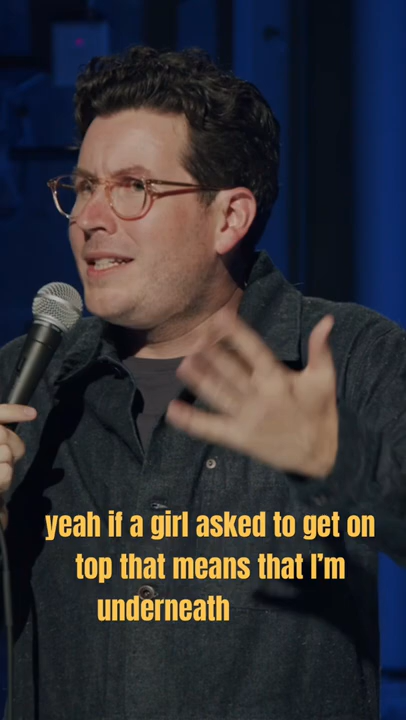 yeah if a girl asked to get on
top that means that I'm
underneath